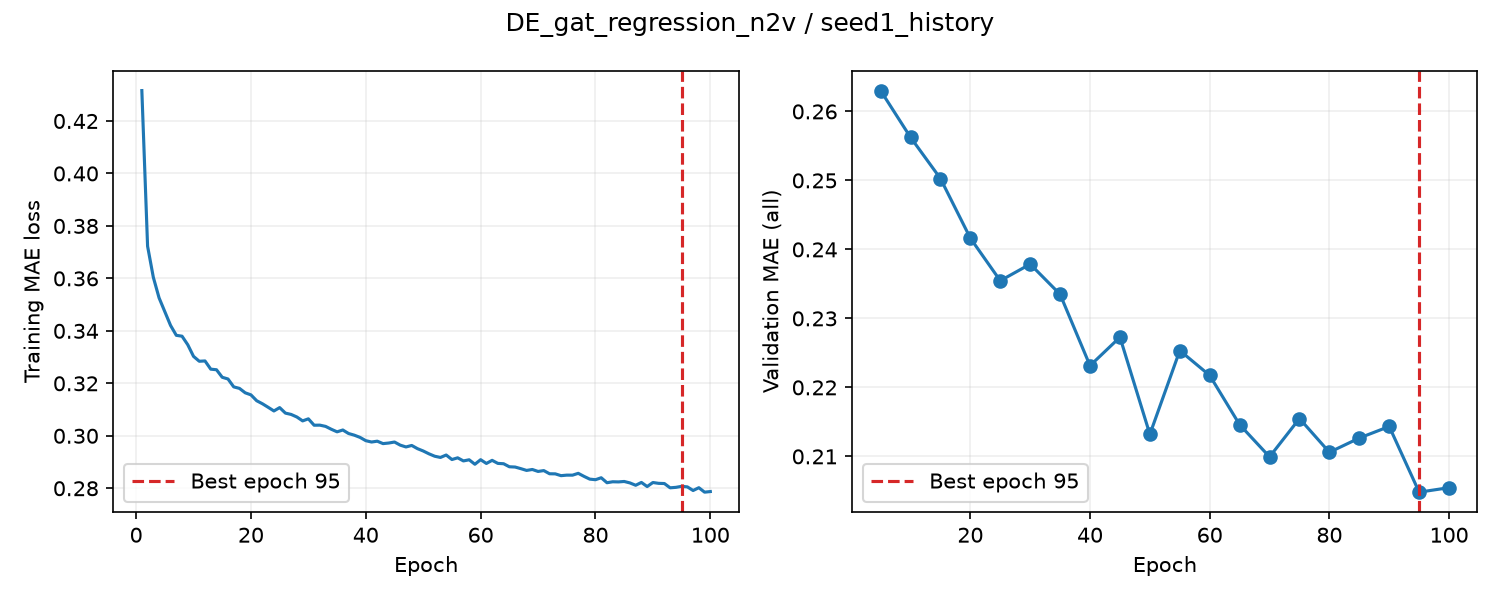 DE_gat_regression_n2v / seed1_history
Training MAE loss
0.42
0.40
0.38
0.36
0.34
0.32
0.30
0.28
Best epoch 95
0 20 40 60 80 100
Epoch
Validation MAE (all)
0.26
0.25
0.24
0.23
0.22
0.21
Best epoch 95
20 40 60 80 100
Epoch